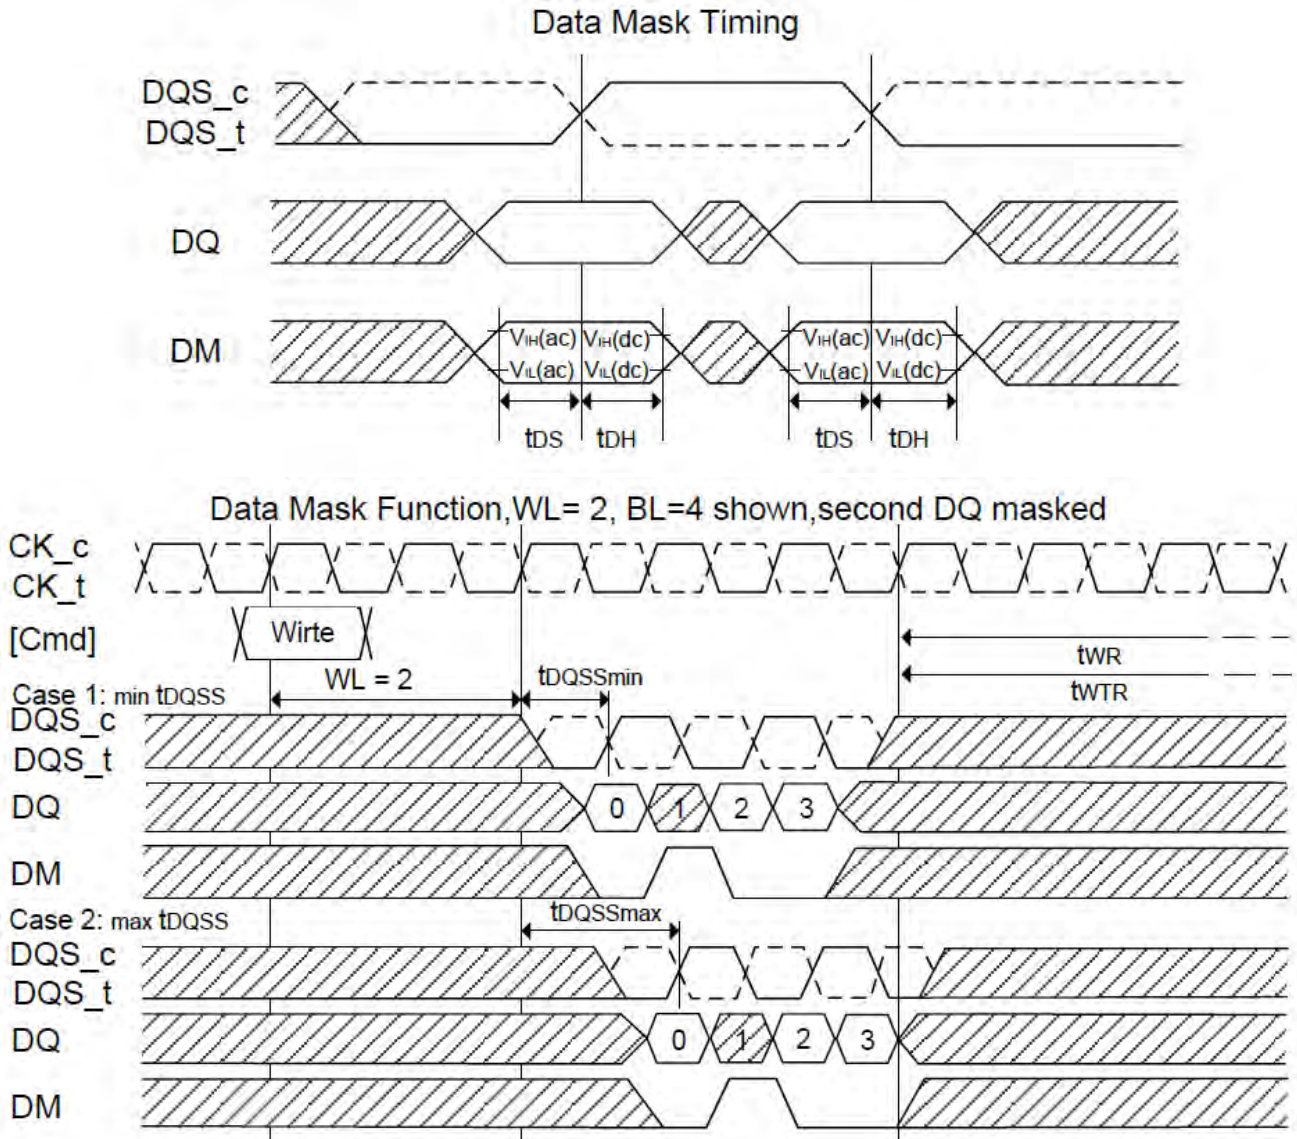 Data Mask Timing
DQS_c
DQS_t
DQ
DM
VIH(ac) VIH(dc) VIH(ac) VIH(dc)
VIL(ac) VIL(dc) VIL(ac) VIL(dc)
tDS tDH tDS tDH
Data Mask Function,WL= 2, BL=4 shown,second DQ masked
CK_c
CK_t
[Cmd] Wirte
tWR
WL = 2 tDQSSmin
tWTR
Case 1: min tDQSS
DQS_c
DQS_t
DQ 0 1 2 3
DM
Case 2: max tDQSS tDQSSmax
DQS_c
DQS_t
DQ 0 1 2 3
DM